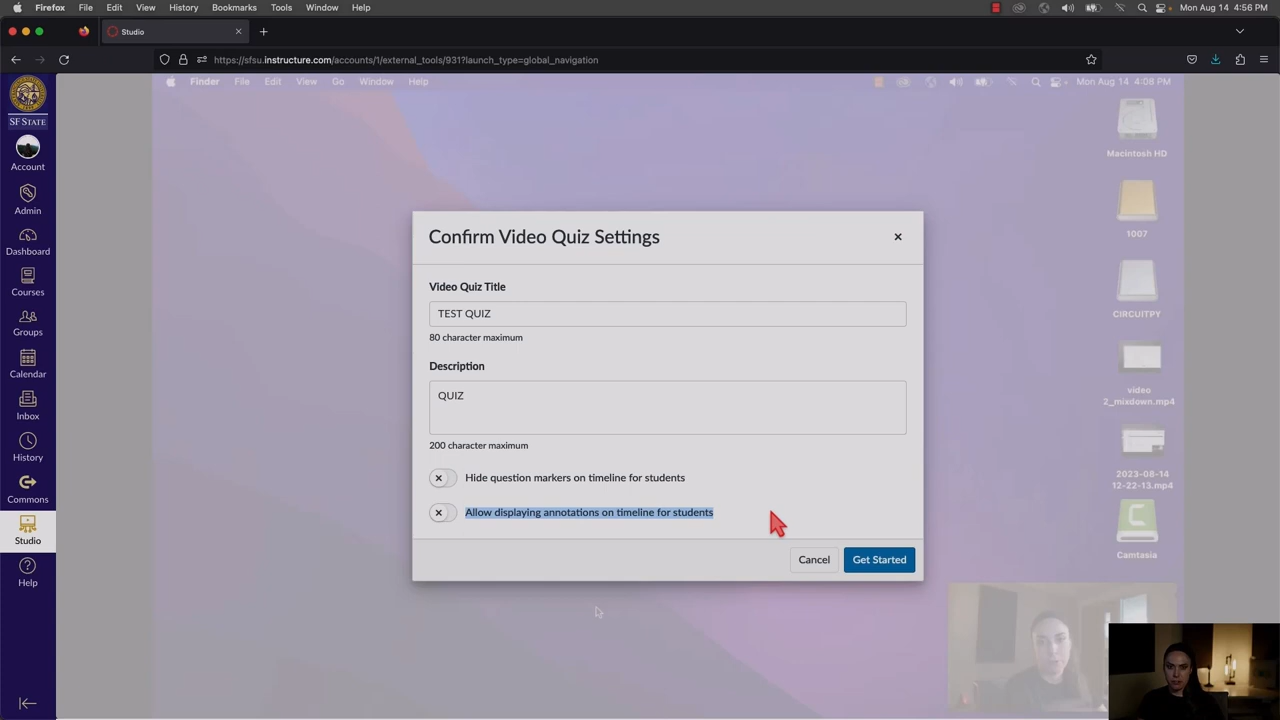 Firefox File Edit View History Bookmarks Tools Window Help Mon Aug 14 4:56 PM
Studio
https://sfsu.instructure.com/accounts/1/external_tools/931?launch_type=global_navigation
SF STATE
Account
Admin
Dashboard
Courses
Groups
Calendar
Inbox
History
Commons
Studio
Help
Finder File Edit View Go Window Help Mon Aug 14 4:08 PM
Macintosh HD
1007
CIRCUITPY
video
2_mixdown.mp4
2023-08-14
12-22-13.mp4
Camtasia
Confirm Video Quiz Settings
Video Quiz Title
TEST QUIZ
80 character maximum
Description
QUIZ
200 character maximum
Hide question markers on timeline for students
Allow displaying annotations on timeline for students
Cancel Get Started